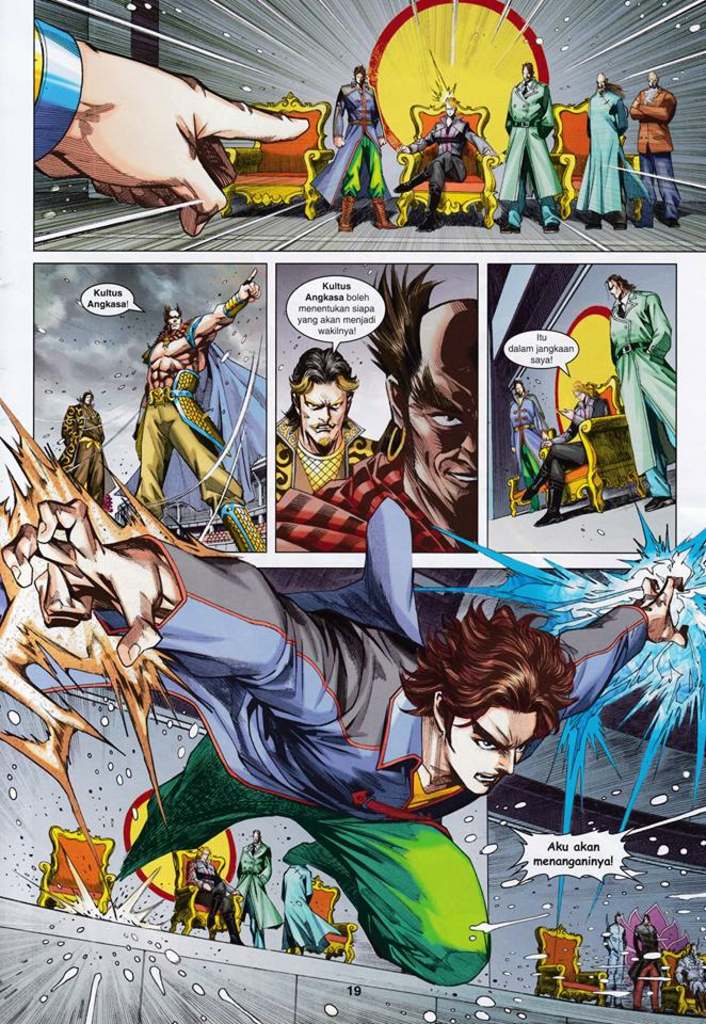 Kultus
Angkasa!
Kultus
Angkasa boleh
menentukan siapa
yang akan menjadi
wakilnya!
Itu
dalam jangkaan
saya!
Aku akan
menanganinya!
19